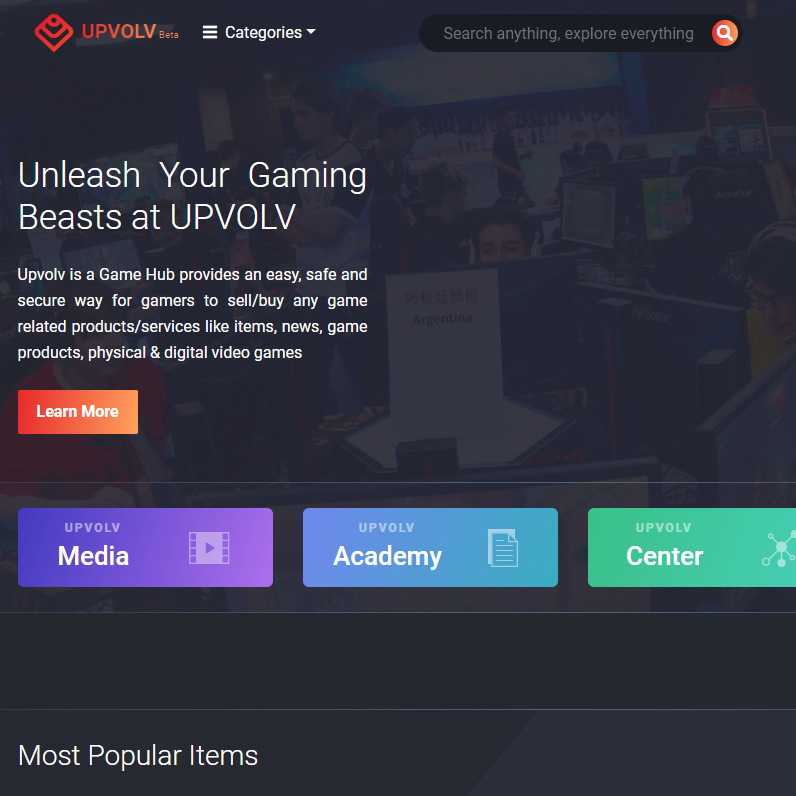 UPVOLV Beta
Categories
Search anything, explore everything
Unleash Your Gaming
Beasts at UPVOLV
Upvolv is a Game Hub provides an easy, safe and
secure way for gamers to sell/buy any game
related products/services like items, news, game
products, physical & digital video games
Argentina
Learn More
UPVOLV
Media
UPVOLV
Academy
UPVOLV
Center
Most Popular Items